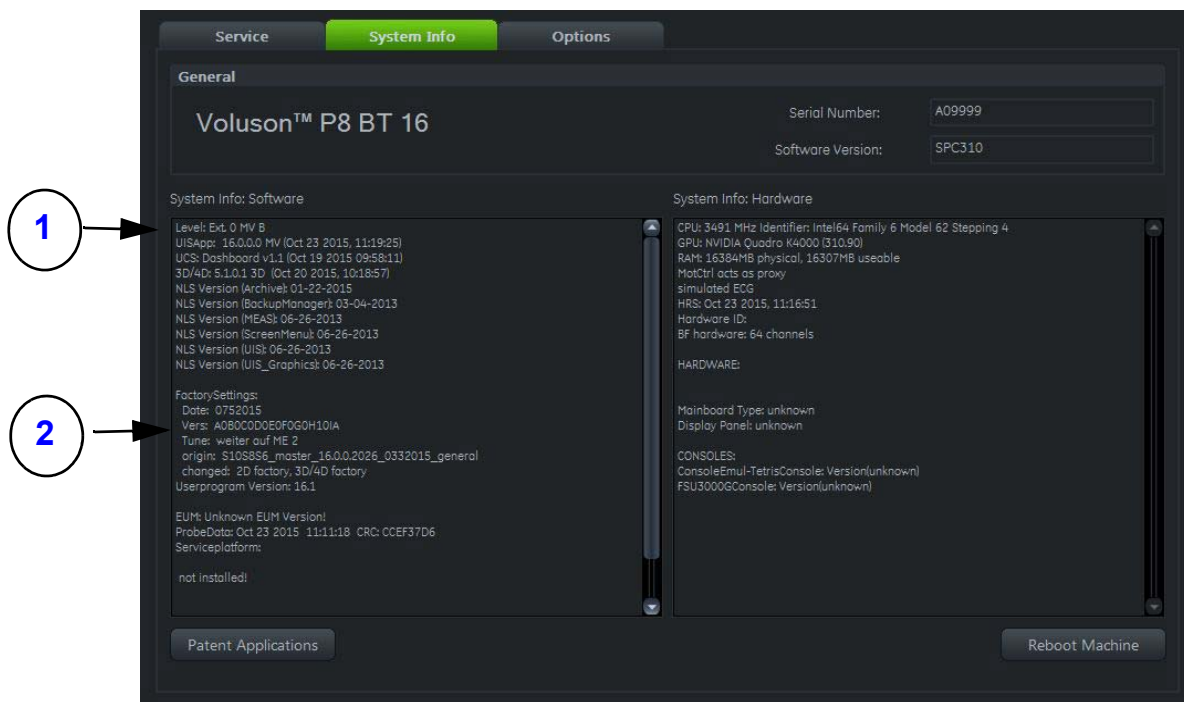 Service
System Info
Options
General
Voluson™ P8 BT 16
Serial Number:
A09999
Software Version:
SPC310
System Info: Software
1
Level: Ext. 0 MV B
UISApp: 16.0.0.0 MV (Oct 23 2015, 11:19:25)
UCS: Dashboard v1.1 (Oct 19 2015 09:58:11)
3D/4D: 5.1.0.1 3D (Oct 20 2015, 10:18:57)
NLS Version (Archive): 01-22-2015
NLS Version (BackupManager): 03-04-2013
NLS Version (MEAS): 06-26-2013
NLS Version (ScreenMenu): 06-26-2013
NLS Version (UIS): 06-26-2013
NLS Version (UIS_Graphics): 06-26-2013
FactorySettings:
Date: 0752015
2
Vers: A0B0C0D0E0F0G0H10IA
Tune: weiter auf ME 2
origin: S10S8S6_master_16.0.0.2026_0332015_general
changed: 2D factory, 3D/4D factory
Userprogram Version: 16.1
EUM: Unknown EUM Version!
ProbeData: Oct 23 2015 11:11:18 CRC: CCEF37D6
Serviceplatform:
not installed!
System Info: Hardware
CPU: 3491 MHz Identifier: Intel64 Family 6 Model 62 Stepping 4
GPU: NVIDIA Quadro K4000 (310.90)
RAM: 16384MB physical, 16307MB useable
MotCtrl acts as proxy
simulated ECG
HRS: Oct 23 2015, 11:16:51
Hardware ID:
BF hardware: 64 channels
HARDWARE:
Mainboard Type: unknown
Display Panel: unknown
CONSOLES:
ConsoleEmul-TetrisConsole: Version(unknown)
FSU3000GConsole: Version(unknown)
Patent Applications
Reboot Machine